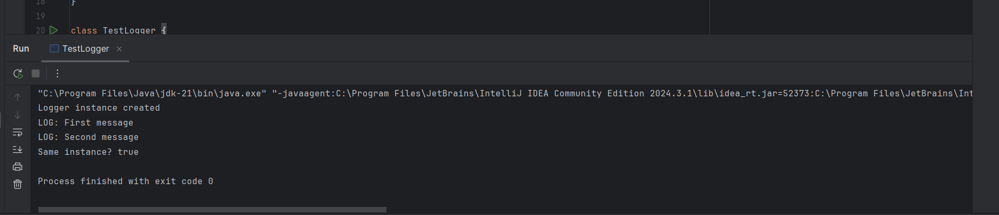 18 }
19
20 class TestLogger {
Run TestLogger
"C:\Program Files\Java\jdk-21\bin\java.exe" "-javaagent:C:\Program Files\JetBrains\IntelliJ IDEA Community Edition 2024.3.1\lib\idea_rt.jar=52373:C:\Program Files\JetBrains\Int
Logger instance created
LOG: First message
LOG: Second message
Same instance? true
Process finished with exit code 0